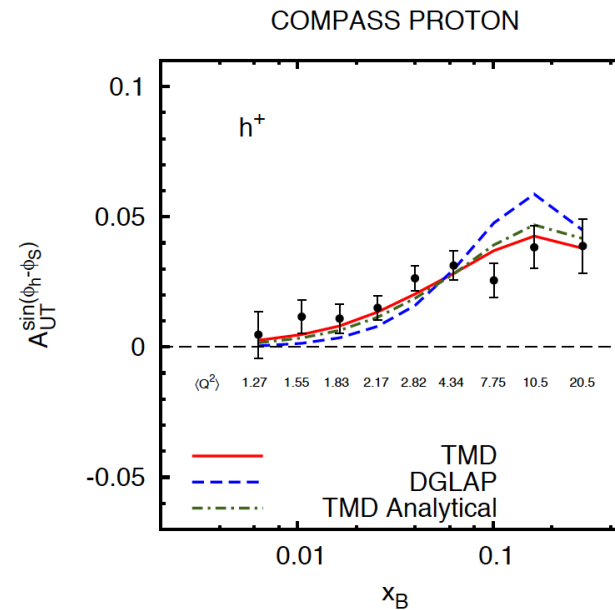 COMPASS PROTON
A_UT^sin(ϕ_h-ϕ_S)
0.1
0.05
0
-0.05
h⁺
⟨Q²⟩ 1.27 1.55 1.83 2.17 2.82 4.34 7.75 10.5 20.5
TMD
DGLAP
TMD Analytical
0.01 0.1
x_B